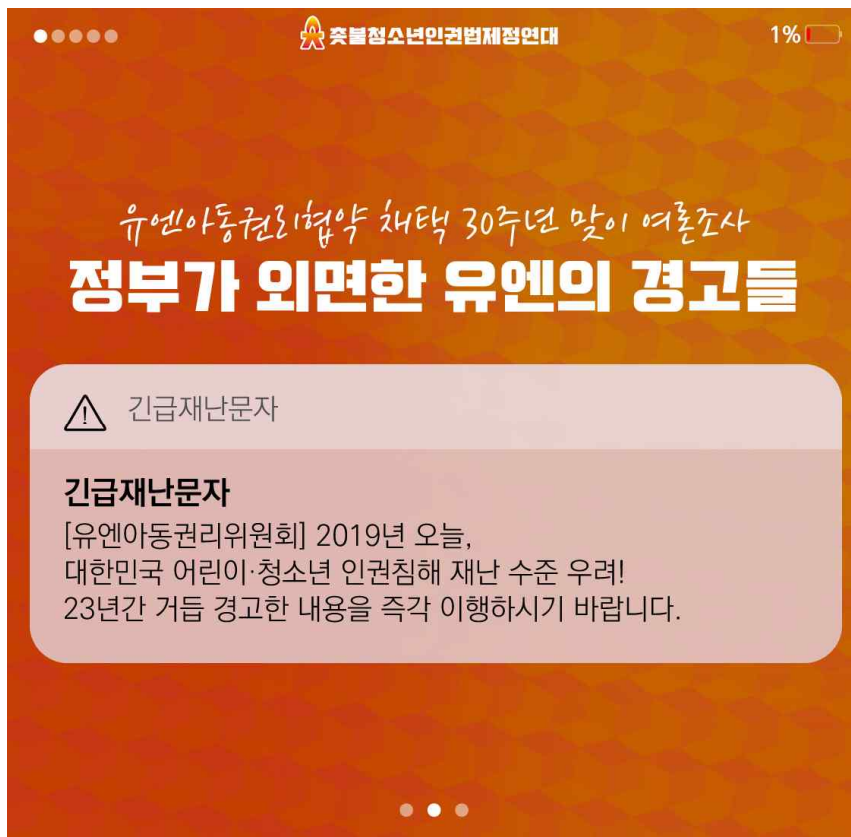 촛불청소년인권법제정연대
1%
유엔아동권리협약 채택 30주년 맞이 여론조사
정부가 외면한 유엔의 경고들
긴급재난문자
긴급재난문자
[유엔아동권리위원회] 2019년 오늘,
대한민국 어린이·청소년 인권침해 재난 수준 우려!
23년간 거듭 경고한 내용을 즉각 이행하시기 바랍니다.